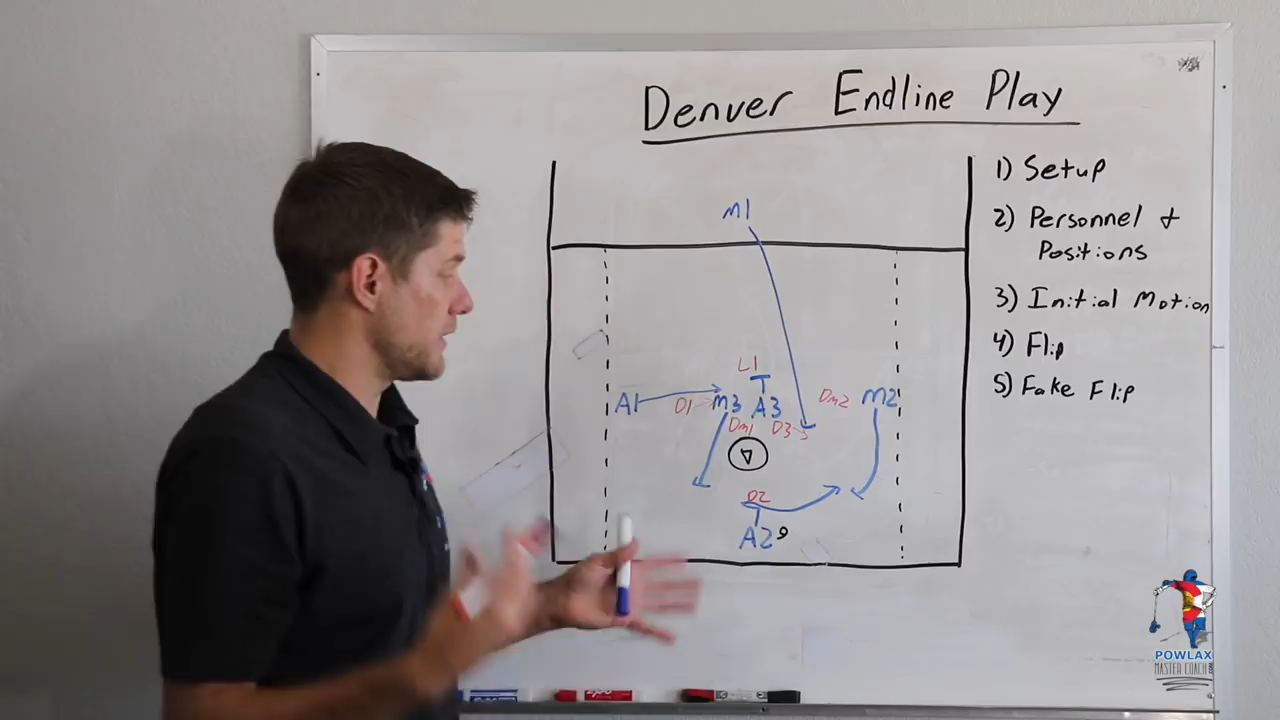 Denver Endline Play
1) Setup
2) Personnel &
Positions
3) Initial Motion
4) Flip
5) Fake Flip
M1
L1
A1 D1 M3 A3 DM2 M2
DM1 D3
D2
A2
POWLAX
MASTER COACH
EXPO